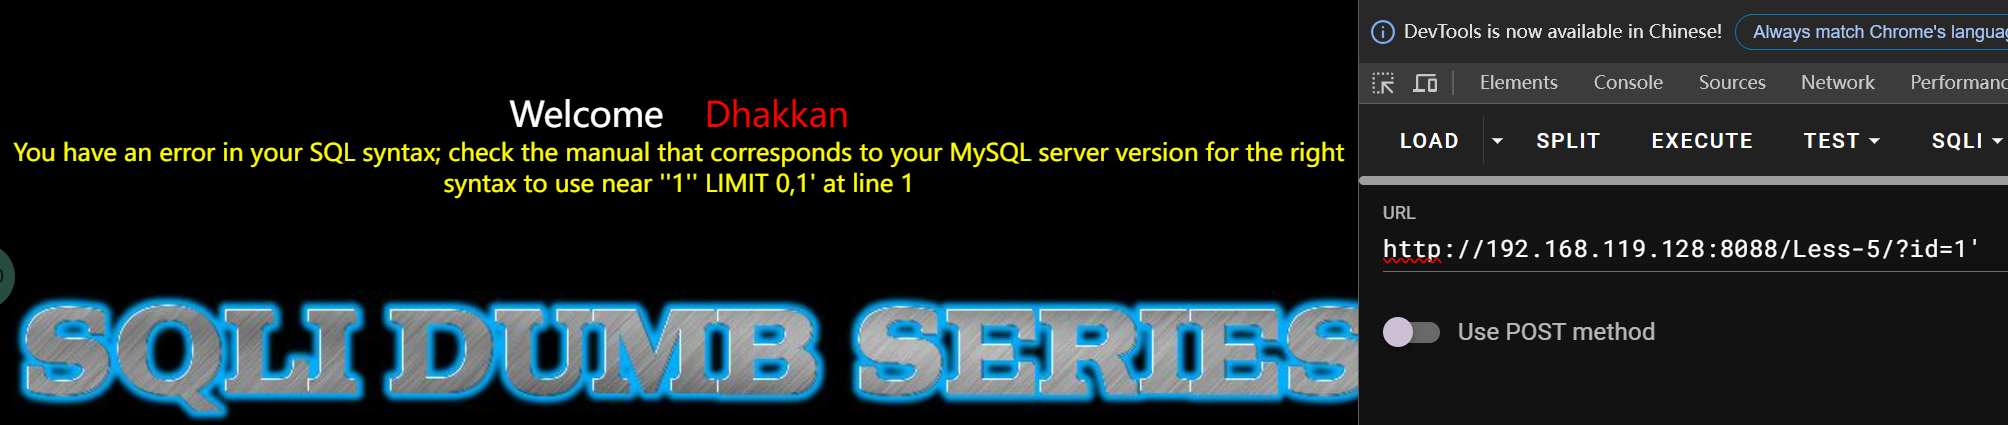 Welcome Dhakkan
You have an error in your SQL syntax; check the manual that corresponds to your MySQL server version for the right
syntax to use near ''1'' LIMIT 0,1' at line 1
SQLI DUMB SERIES
DevTools is now available in Chinese!
Always match Chrome's langua
Elements Console Sources Network Performanc
LOAD SPLIT EXECUTE TEST SQLI
URL
http://192.168.119.128:8088/Less-5/?id=1'
Use POST method